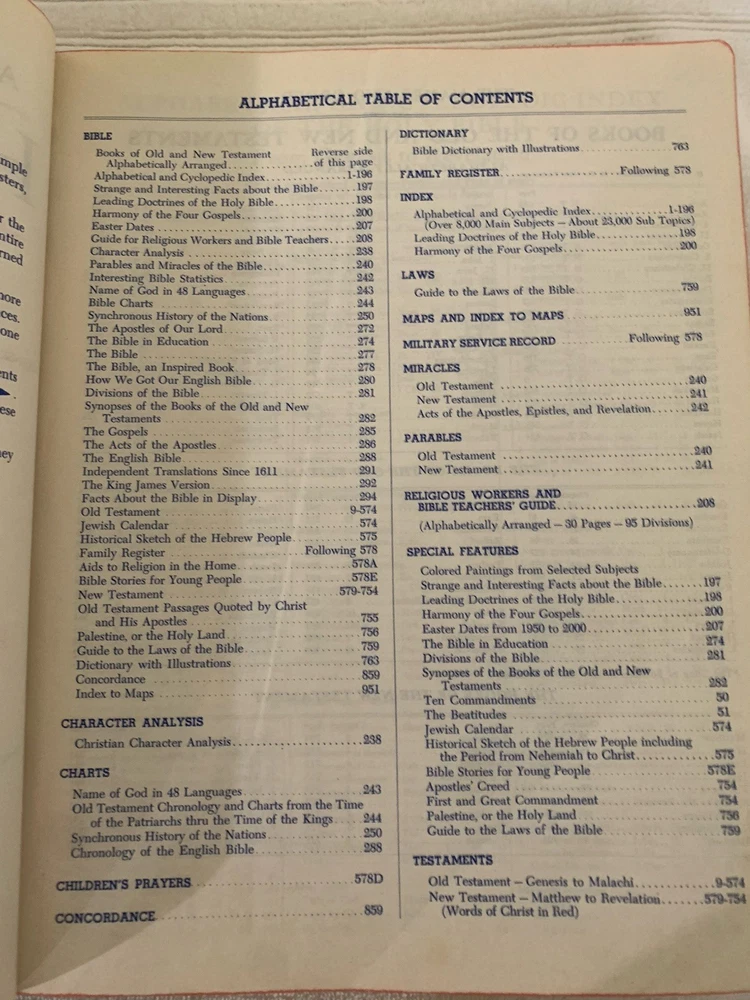 mple
sters,
r the
ntire
rned
nore
ces.
one
nts
ese
ney
ALPHABETICAL TABLE OF CONTENTS
BIBLE
Books of Old and New Testament Reverse side
Alphabetically Arranged of this page
Alphabetical and Cyclopedic Index 1-196
Strange and Interesting Facts about the Bible 197
Leading Doctrines of the Holy Bible 198
Harmony of the Four Gospels 200
Easter Dates 207
Guide for Religious Workers and Bible Teachers 208
Character Analysis 238
Parables and Miracles of the Bible 240
Interesting Bible Statistics 242
Name of God in 48 Languages 243
Bible Charts 244
Synchronous History of the Nations 250
The Apostles of Our Lord 272
The Bible in Education 274
The Bible 277
The Bible, an Inspired Book 278
How We Got Our English Bible 280
Divisions of the Bible 281
Synopses of the Books of the Old and New
Testaments 282
The Gospels 285
The Acts of the Apostles 286
The English Bible 288
Independent Translations Since 1611 291
The King James Version 292
Facts About the Bible in Display 294
Old Testament 9-574
Jewish Calendar 574
Historical Sketch of the Hebrew People 575
Family Register Following 578
Aids to Religion in the Home 578A
Bible Stories for Young People 578E
New Testament 579-754
Old Testament Passages Quoted by Christ
and His Apostles 755
Palestine, or the Holy Land 756
Guide to the Laws of the Bible 759
Dictionary with Illustrations 763
Concordance 859
Index to Maps 951
CHARACTER ANALYSIS
Christian Character Analysis 238
CHARTS
Name of God in 48 Languages 243
Old Testament Chronology and Charts from the Time
of the Patriarchs thru the Time of the Kings 244
Synchronous History of the Nations 250
Chronology of the English Bible 288
CHILDREN'S PRAYERS 578D
CONCORDANCE 859
DICTIONARY
Bible Dictionary with Illustrations 763
FAMILY REGISTER Following 578
INDEX
Alphabetical and Cyclopedic Index 1-196
(Over 8,000 Main Subjects — About 23,000 Sub Topics)
Leading Doctrines of the Holy Bible 198
Harmony of the Four Gospels 200
LAWS
Guide to the Laws of the Bible 759
MAPS AND INDEX TO MAPS 951
MILITARY SERVICE RECORD Following 578
MIRACLES
Old Testament 240
New Testament 241
Acts of the Apostles, Epistles, and Revelation 242
PARABLES
Old Testament 240
New Testament 241
RELIGIOUS WORKERS AND
BIBLE TEACHERS' GUIDE 208
(Alphabetically Arranged — 30 Pages — 95 Divisions)
SPECIAL FEATURES
Colored Paintings from Selected Subjects
Strange and Interesting Facts about the Bible 197
Leading Doctrines of the Holy Bible 198
Harmony of the Four Gospels 200
Easter Dates from 1950 to 2000 207
The Bible in Education 274
Divisions of the Bible 281
Synopses of the Books of the Old and New
Testaments 282
Ten Commandments 50
The Beatitudes 51
Jewish Calendar 574
Historical Sketch of the Hebrew People including
the Period from Nehemiah to Christ 575
Bible Stories for Young People 578E
Apostles' Creed 754
First and Great Commandment 754
Palestine, or the Holy Land 756
Guide to the Laws of the Bible 759
TESTAMENTS
Old Testament — Genesis to Malachi 9-574
New Testament — Matthew to Revelation 579-754
(Words of Christ in Red)